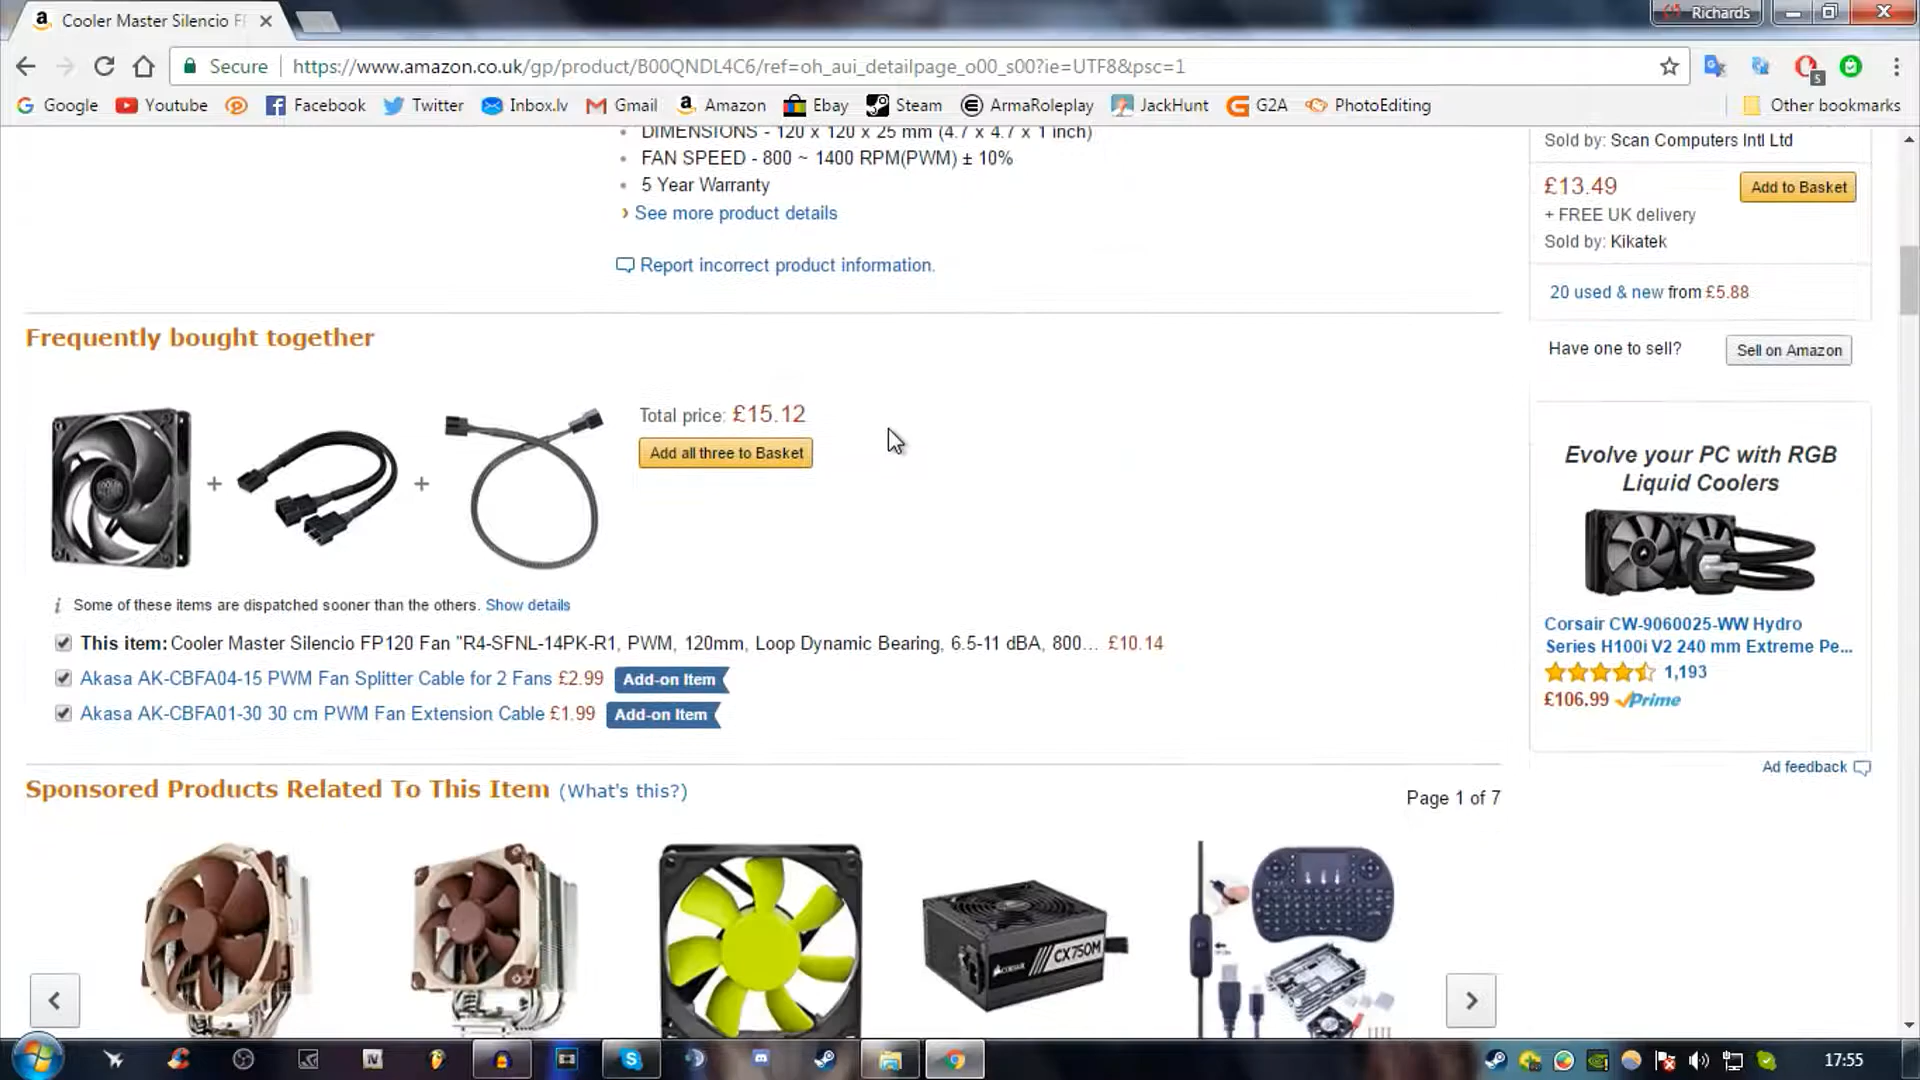 Cooler Master Silencio F
Richards
Secure
https://www.amazon.co.uk/gp/product/B00QNDL4C6/ref=oh_aui_detailpage_o00_s00?ie=UTF8&psc=1
5
Google
Youtube
Facebook
Twitter
Inbox.lv
Gmail
Amazon
Ebay
Steam
ArmaRoleplay
JackHunt
G2A
PhotoEditing
Other bookmarks
DIMENSIONS - 120 x 120 x 25 mm (4.7 x 4.7 x 1 inch)
FAN SPEED - 800 ~ 1400 RPM(PWM) ± 10%
5 Year Warranty
› See more product details
Report incorrect product information.
Sold by: Scan Computers Intl Ltd
£13.49
Add to Basket
+ FREE UK delivery
Sold by: Kikatek
20 used & new from £5.88
Have one to sell?
Sell on Amazon
Frequently bought together
+
+
Total price: £15.12
Add all three to Basket
i Some of these items are dispatched sooner than the others. Show details
This item: Cooler Master Silencio FP120 Fan "R4-SFNL-14PK-R1, PWM, 120mm, Loop Dynamic Bearing, 6.5-11 dBA, 800... £10.14
Akasa AK-CBFA04-15 PWM Fan Splitter Cable for 2 Fans £2.99 Add-on Item
Akasa AK-CBFA01-30 30 cm PWM Fan Extension Cable £1.99 Add-on Item
Evolve your PC with RGB
Liquid Coolers
Corsair CW-9060025-WW Hydro
Series H100i V2 240 mm Extreme Pe...
1,193
£106.99 Prime
Ad feedback
Sponsored Products Related To This Item (What's this?)
Page 1 of 7
CORSAIR
CX750M
17:55